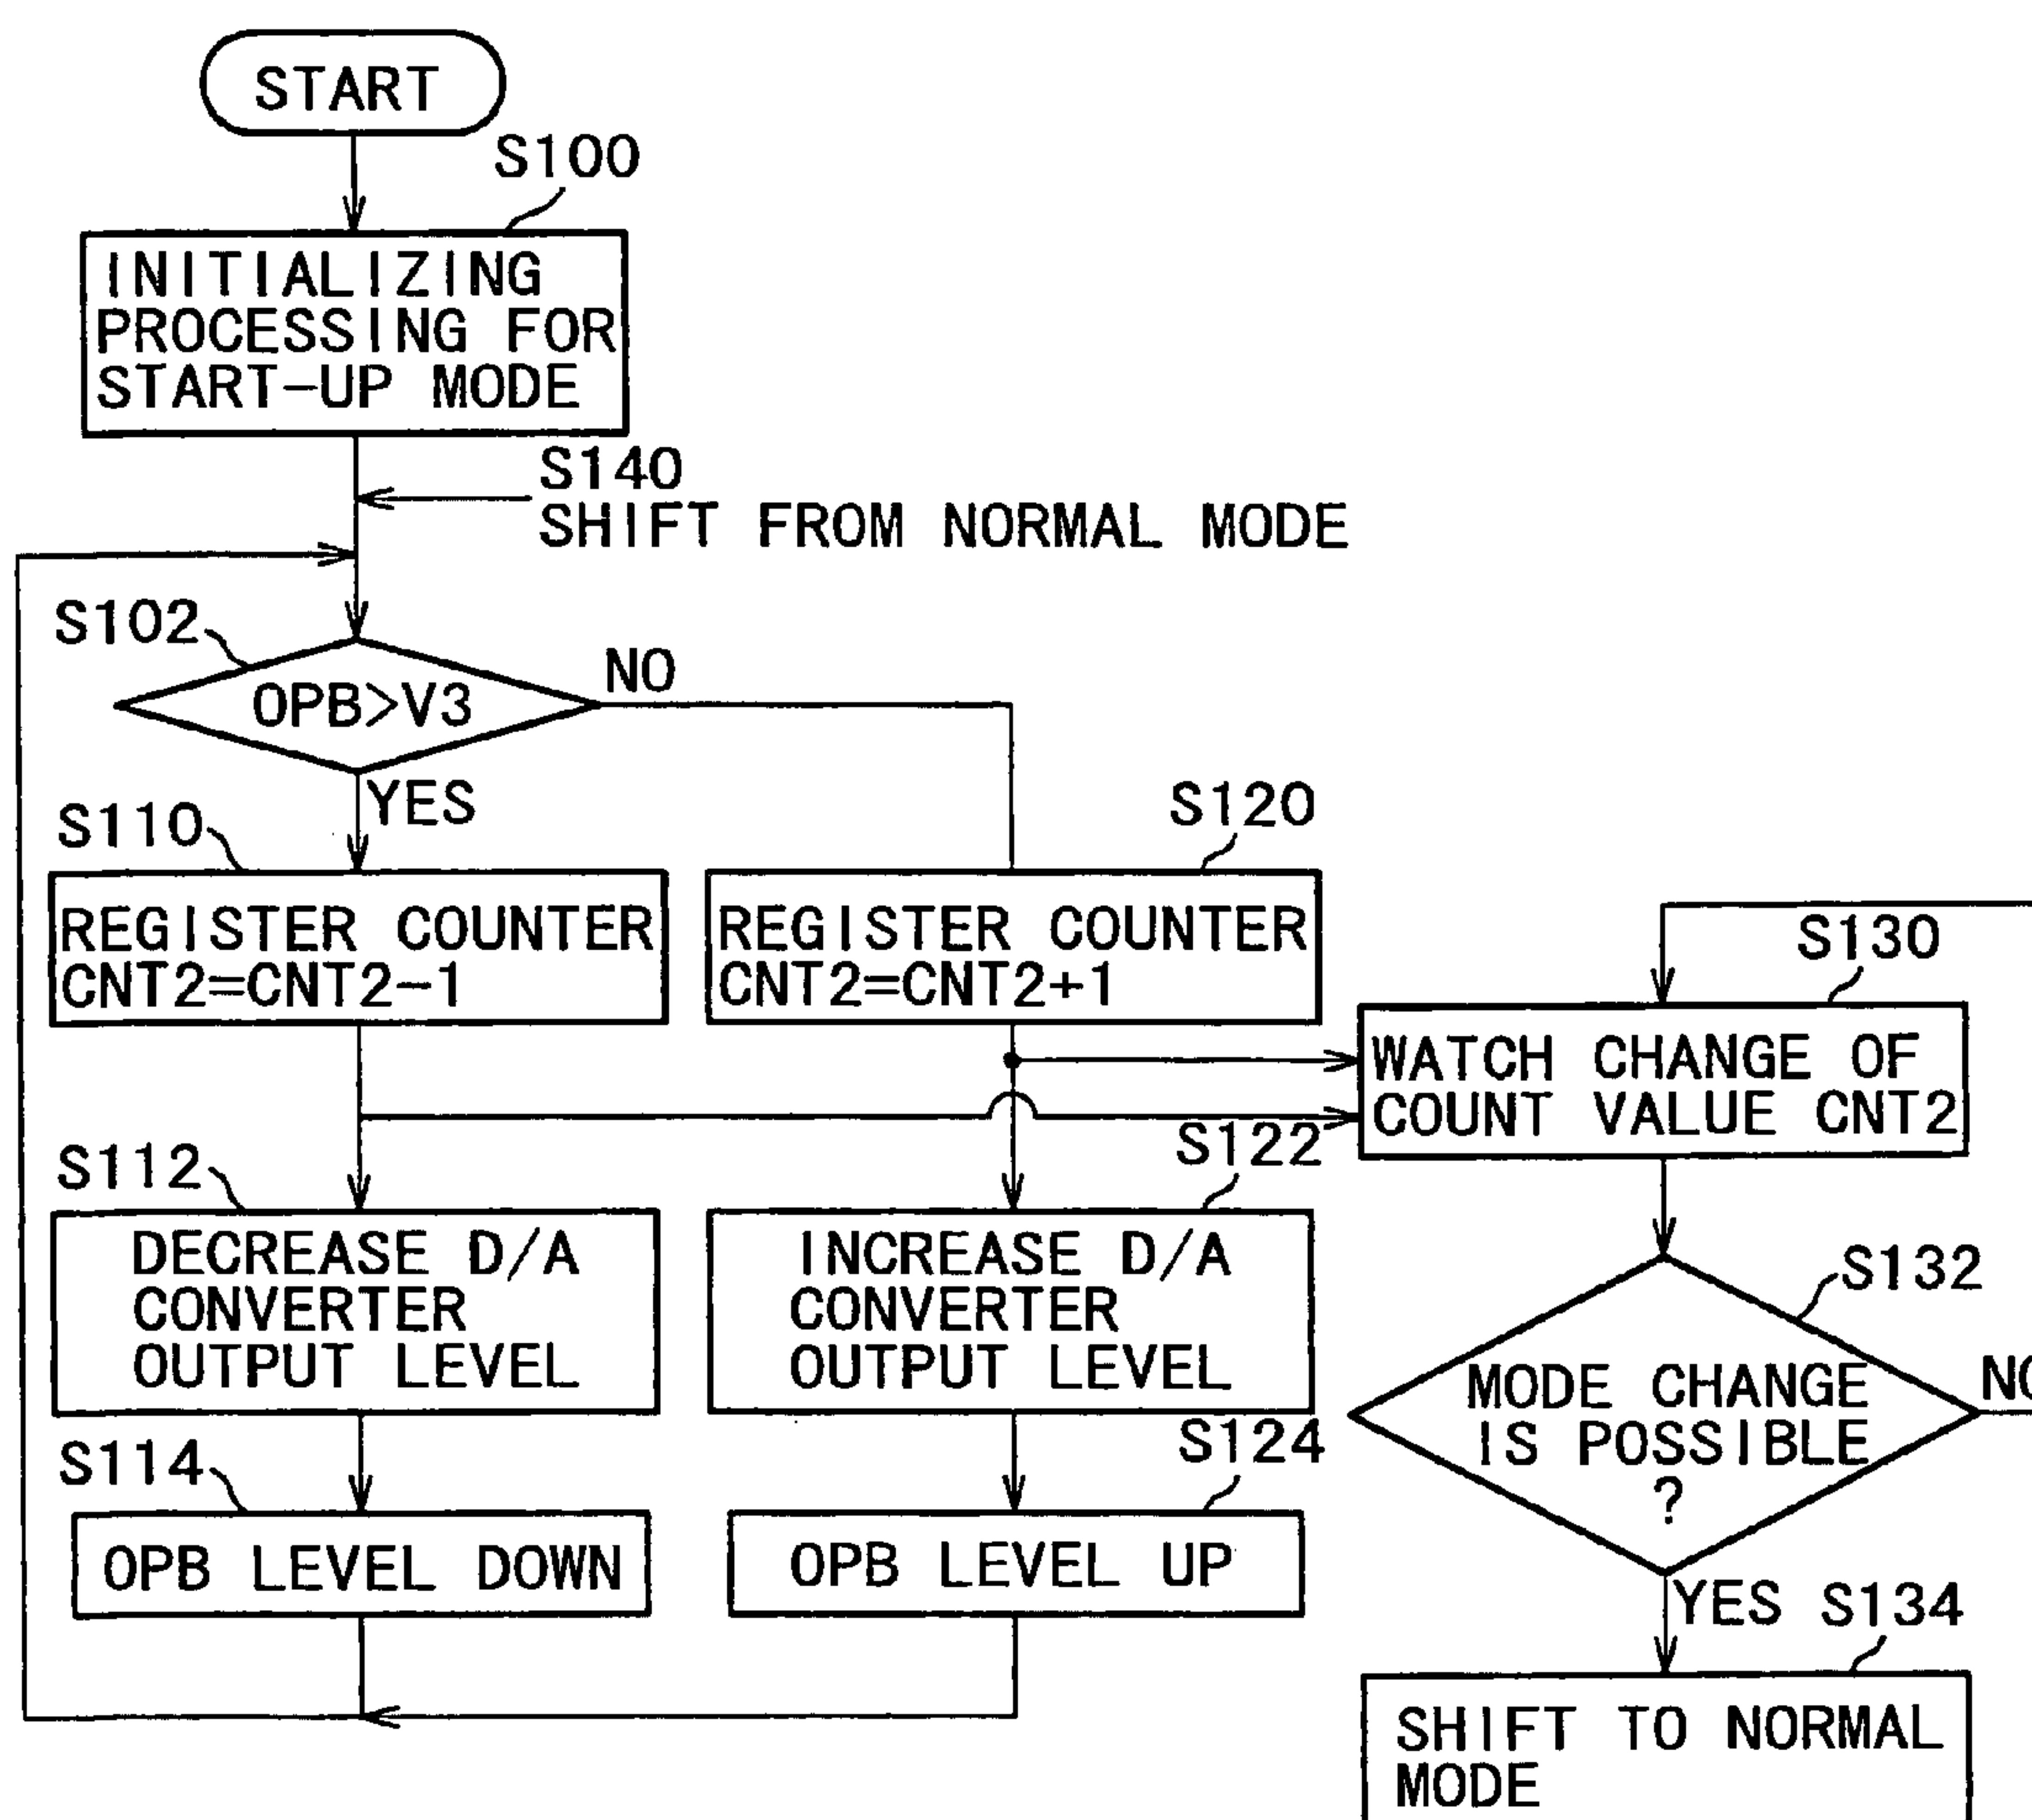 START
S100
INITIALIZING
PROCESSING FOR
START-UP MODE
S140
SHIFT FROM NORMAL MODE
S102
OPB>V3
NO
YES
S110
REGISTER COUNTER
CNT2=CNT2-1
S120
REGISTER COUNTER
CNT2=CNT2+1
S130
WATCH CHANGE OF
COUNT VALUE CNT2
S112
DECREASE D/A
CONVERTER
OUTPUT LEVEL
S122
INCREASE D/A
CONVERTER
OUTPUT LEVEL
S132
MODE CHANGE
IS POSSIBLE
?
NO
YES
S114
OPB LEVEL DOWN
S124
OPB LEVEL UP
S134
SHIFT TO NORMAL
MODE